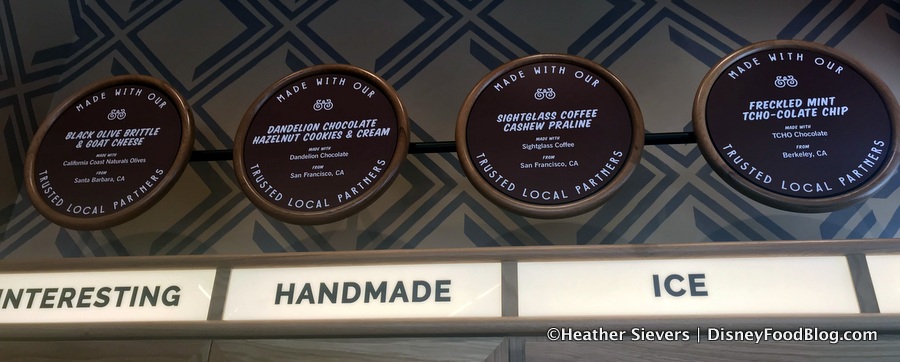 MADE WITH OUR
BLACK OLIVE BRITTLE
& GOAT CHEESE
MADE WITH
California Coast Naturals Olives
FROM
Santa Barbara, CA
TRUSTED LOCAL PARTNERS
MADE WITH OUR
DANDELION CHOCOLATE
HAZELNUT COOKIES & CREAM
MADE WITH
Dandelion Chocolate
FROM
San Francisco, CA
TRUSTED LOCAL PARTNERS
MADE WITH OUR
SIGHTGLASS COFFEE
CASHEW PRALINE
MADE WITH
Sightglass Coffee
FROM
San Francisco, CA
TRUSTED LOCAL PARTNERS
MADE WITH OUR
FRECKLED MINT
TCHO-COLATE CHIP
MADE WITH
TCHO Chocolate
FROM
Berkeley, CA
TRUSTED LOCAL PARTNERS
INTERESTING HANDMADE ICE
©Heather Sievers | DisneyFoodBlog.com